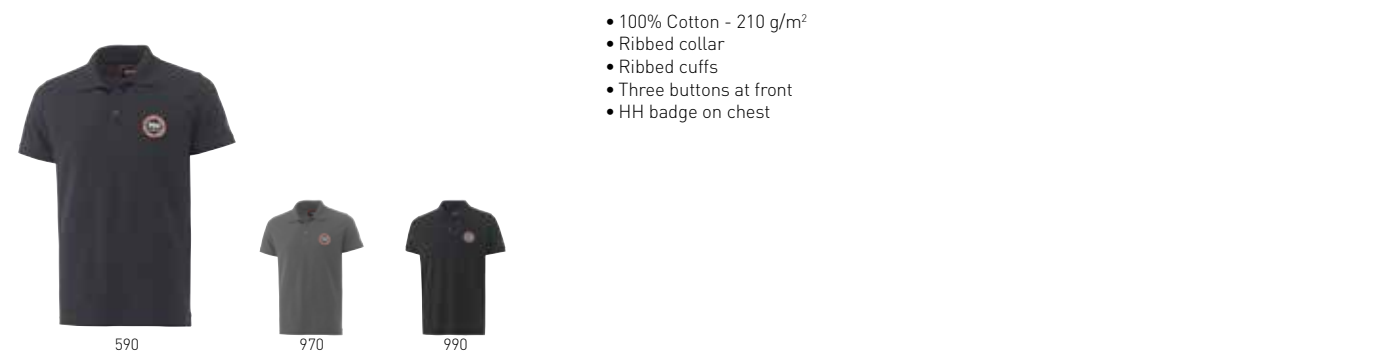 • 100% Cotton - 210 g/m²
• Ribbed collar
• Ribbed cuffs
• Three buttons at front
• HH badge on chest
590
970
990